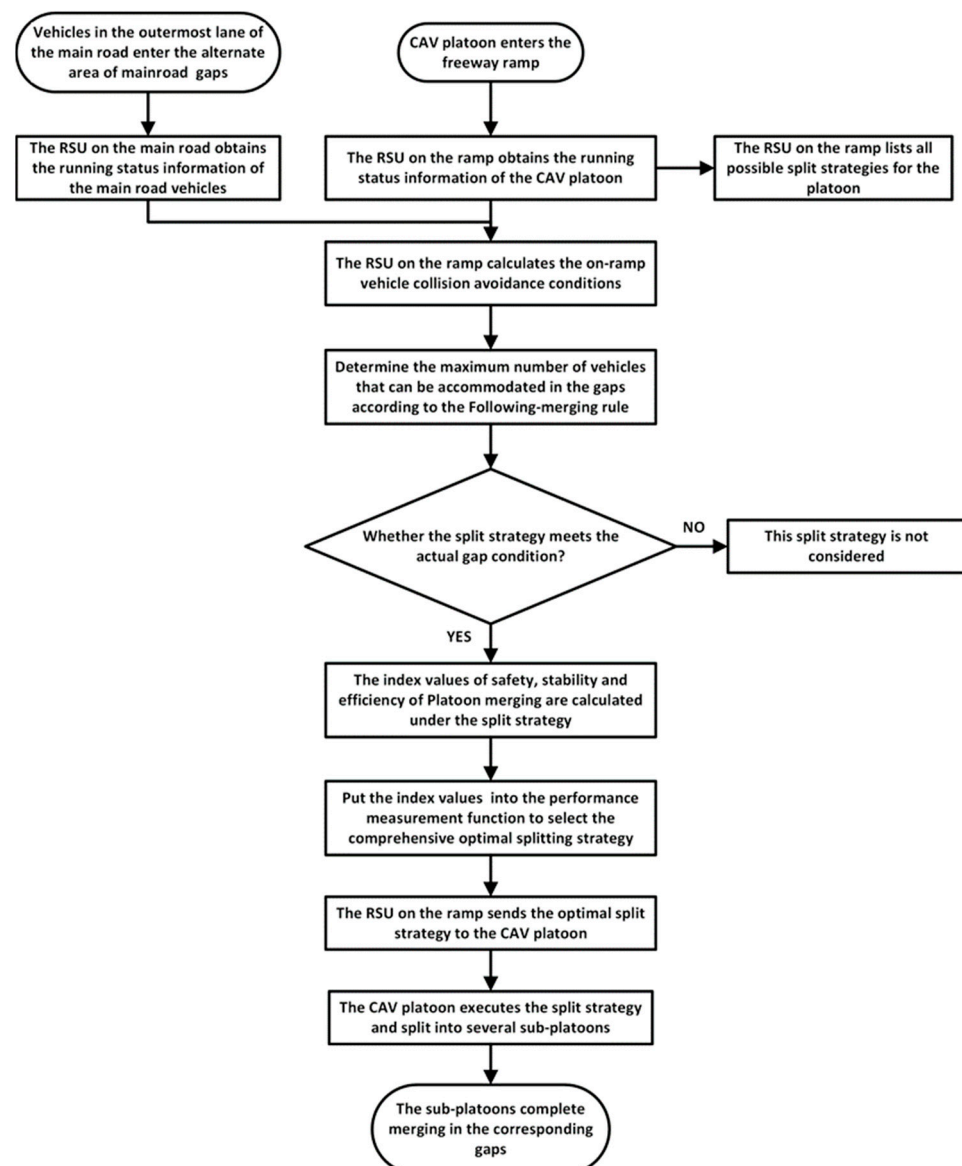 Vehicles in the outermost lane of
the main road enter the alternate
area of mainroad gaps
CAV platoon enters the
freeway ramp
The RSU on the main road obtains
the running status information of
the main road vehicles
The RSU on the ramp obtains the running
status information of the CAV platoon
The RSU on the ramp lists all
possible split strategies for the
platoon
The RSU on the ramp calculates the on-ramp
vehicle collision avoidance conditions
Determine the maximum number of vehicles
that can be accommodated in the gaps
according to the Following-merging rule
Whether the split strategy meets the
actual gap condition?
NO
This split strategy is not
considered
YES
The index values of safety, stability and
efficiency of Platoon merging are calculated
under the split strategy
Put the index values into the performance
measurement function to select the
comprehensive optimal splitting strategy
The RSU on the ramp sends the optimal split
strategy to the CAV platoon
The CAV platoon executes the split strategy
and split into several sub-platoons
The sub-platoons complete
merging in the corresponding
gaps